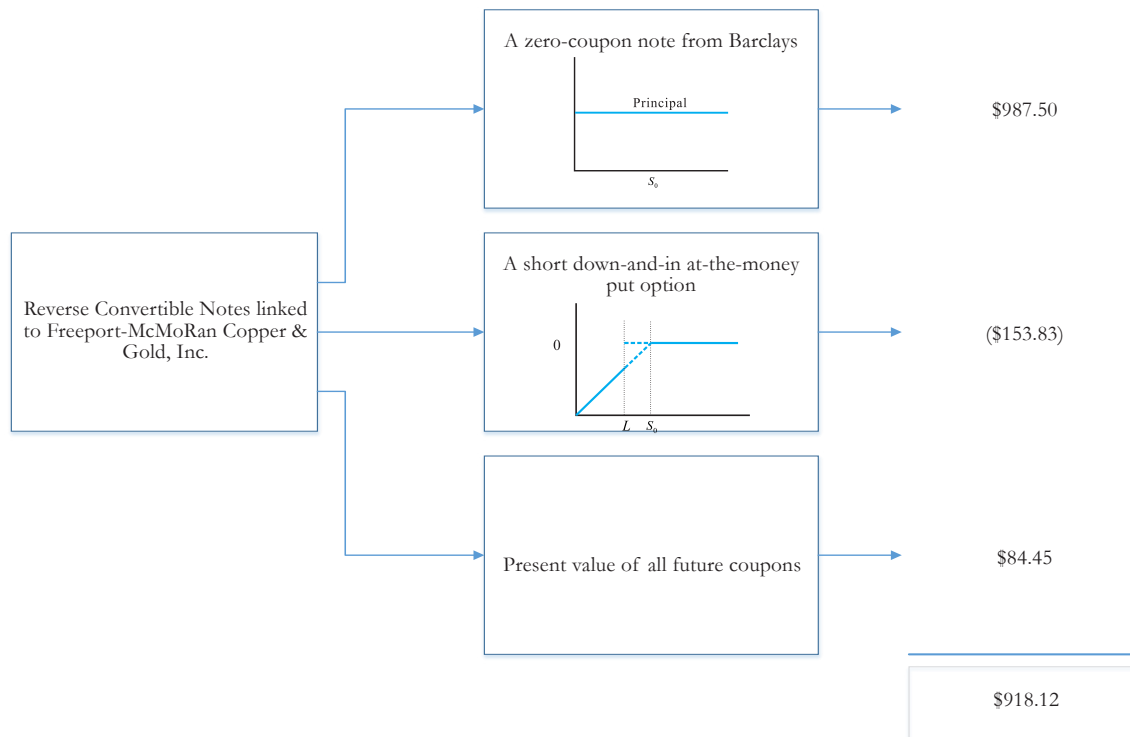 A zero-coupon note from Barclays
Principal
S₀
$987.50
Reverse Convertible Notes linked
to Freeport-McMoRan Copper &
Gold, Inc.
A short down-and-in at-the-money
put option
0
L S₀
($153.83)
Present value of all future coupons
$84.45
$918.12